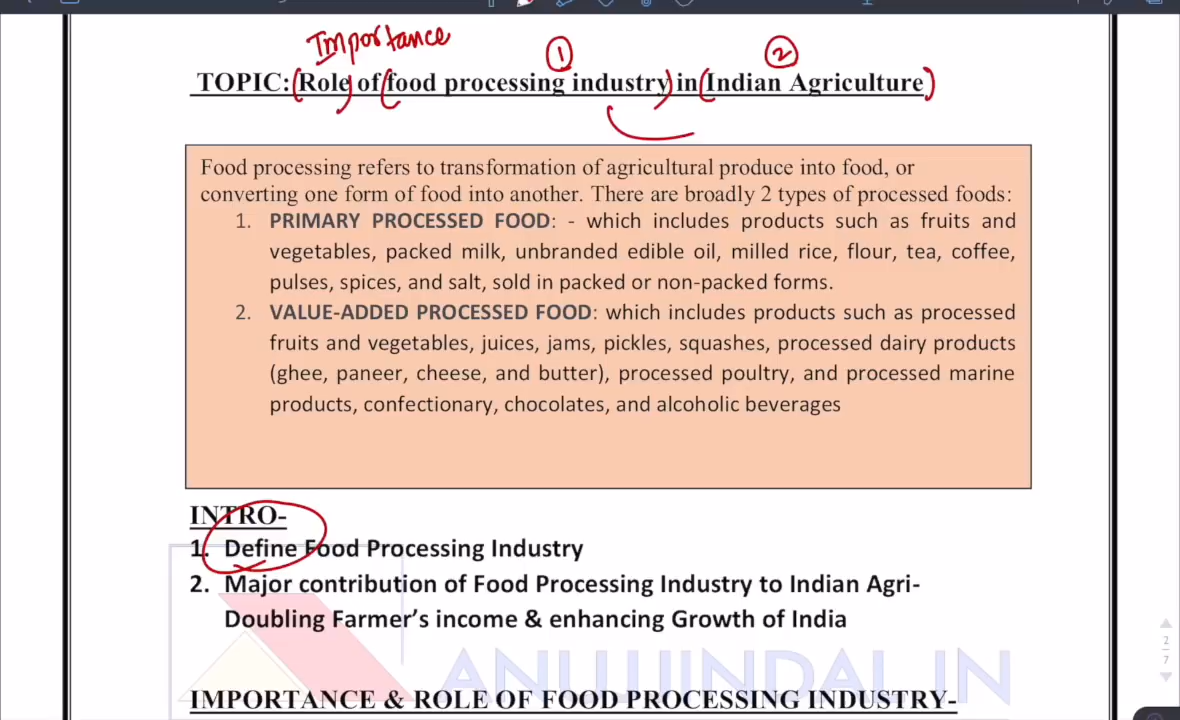 Importance
1
2
TOPIC: (Role) of (food processing industry) in (Indian Agriculture)
Food processing refers to transformation of agricultural produce into food, or
converting one form of food into another. There are broadly 2 types of processed foods:
1. PRIMARY PROCESSED FOOD: - which includes products such as fruits and
vegetables, packed milk, unbranded edible oil, milled rice, flour, tea, coffee,
pulses, spices, and salt, sold in packed or non-packed forms.
2. VALUE-ADDED PROCESSED FOOD: which includes products such as processed
fruits and vegetables, juices, jams, pickles, squashes, processed dairy products
(ghee, paneer, cheese, and butter), processed poultry, and processed marine
products, confectionary, chocolates, and alcoholic beverages
INTRO-
1. Define Food Processing Industry
2. Major contribution of Food Processing Industry to Indian Agri-
Doubling Farmer's income & enhancing Growth of India
2
7
ANUJJINDAL.IN
IMPORTANCE & ROLE OF FOOD PROCESSING INDUSTRY-